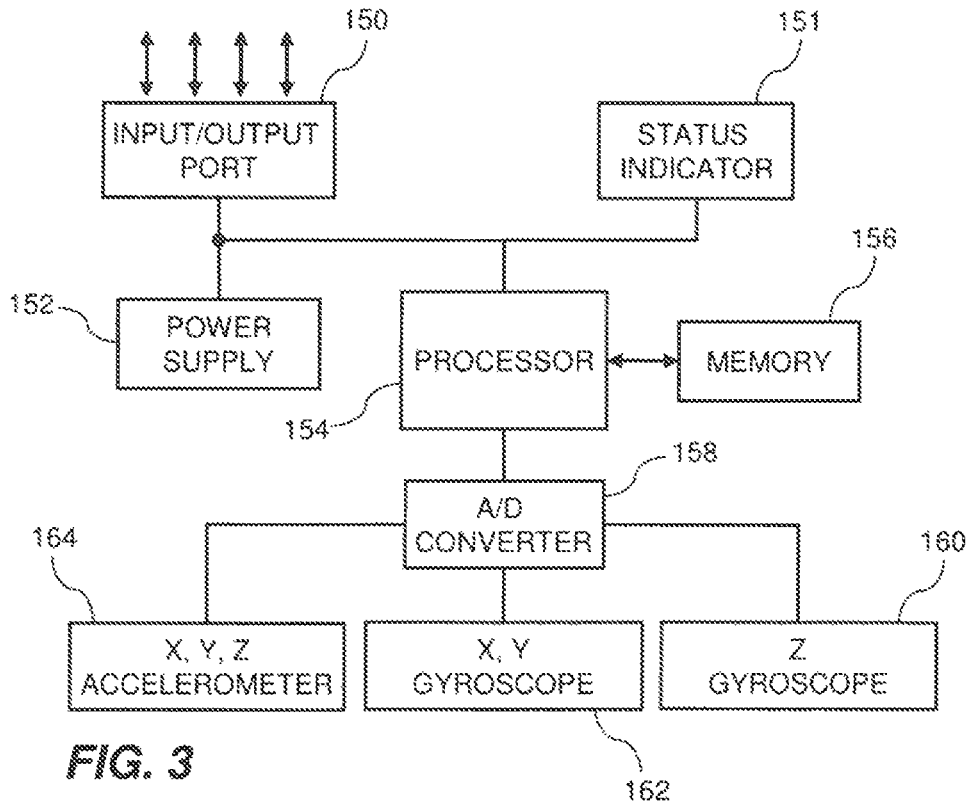 150
151
INPUT/OUTPUT
PORT
STATUS
INDICATOR
156
152
POWER
SUPPLY
PROCESSOR
MEMORY
154
158
A/D
CONVERTER
164
160
X, Y, Z
ACCELEROMETER
X, Y
GYROSCOPE
Z
GYROSCOPE
FIG. 3
162